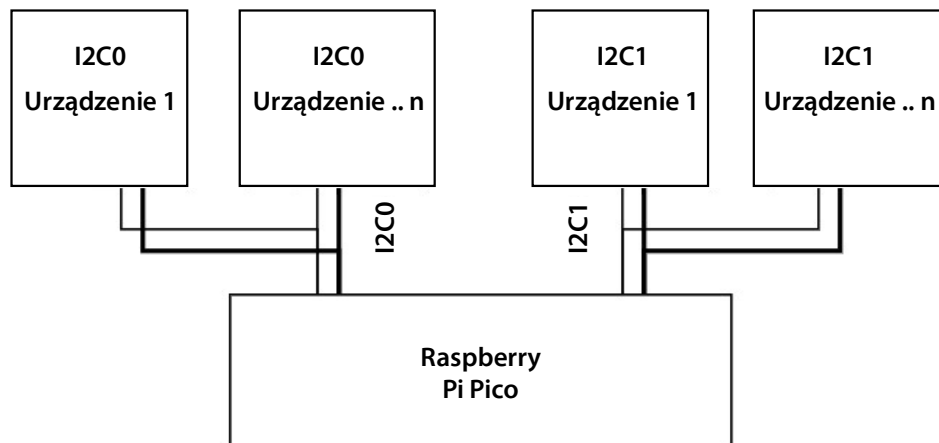 I2C0
Urządzenie 1
I2C0
Urządzenie .. n
I2C1
Urządzenie 1
I2C1
Urządzenie .. n
I2C0
I2C1
Raspberry
Pi Pico